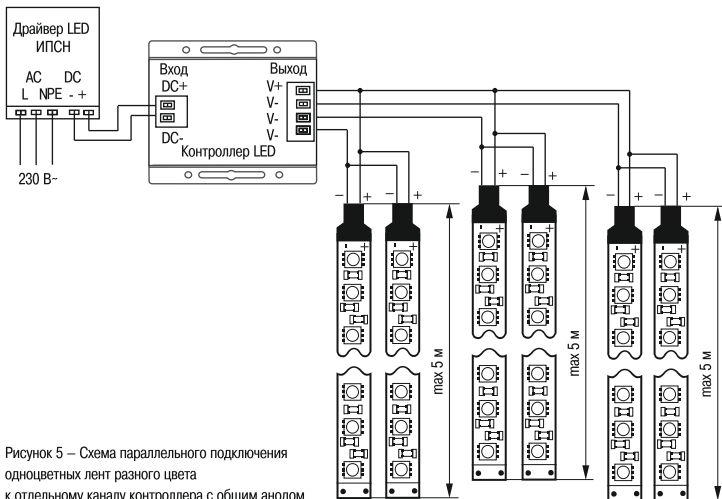 Драйвер LED
ИПСН
AC DC
L NPE - +
230 В~
Вход
DC+
DC-
Выход
V+
V-
V-
V-
Контроллер LED
– + – + – +
- +
- +
- +
- +
- +
- +
max 5 м
max 5 м
max 5 м
Рисунок 5 – Схема параллельного подключения
одноцветных лент разного цвета
к отдельному каналу контроллера с общим анодом